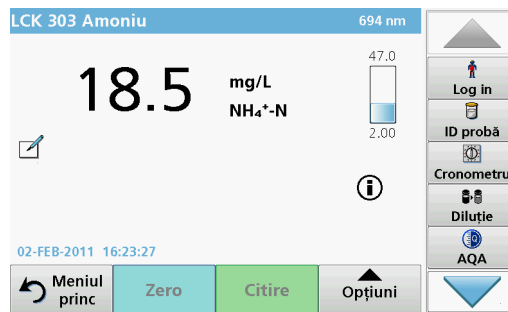 LCK 303 Amoniu 694 nm
47.0
18.5 mg/L
NH₄⁺-N
2.00
i
02-FEB-2011 16:23:27
Meniul
princ
Zero
Citire
Opțiuni
Log in
ID probă
Cronometru
Diluție
AQA